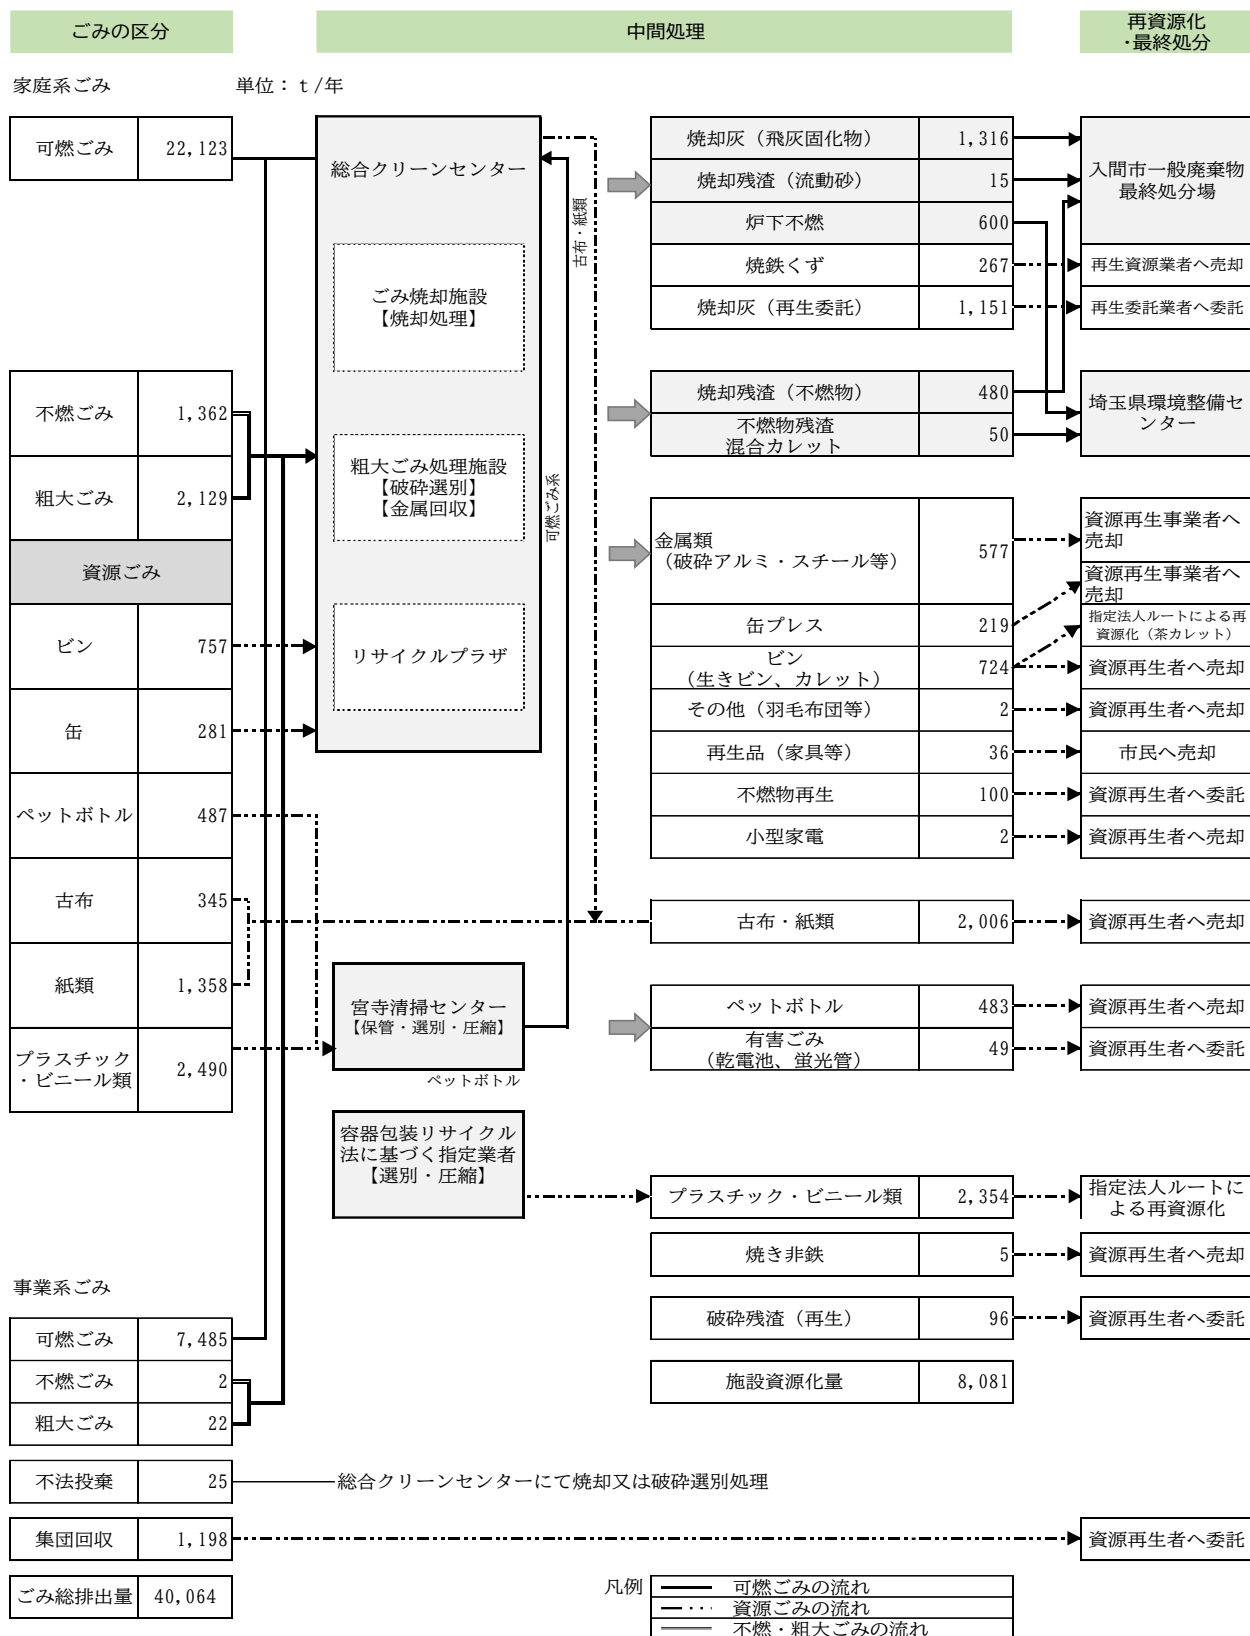 ごみの区分
中間処理
再資源化
・最終処分
家庭系ごみ
単位：ｔ/年
可燃ごみ 22,123
不燃ごみ 1,362
粗大ごみ 2,129
資源ごみ
ビン 757
缶 281
ペットボトル 487
古布 345
紙類 1,358
プラスチック
・ビニール類 2,490
事業系ごみ
可燃ごみ 7,485
不燃ごみ 2
粗大ごみ 22
不法投棄 25
総合クリーンセンターにて焼却又は破砕選別処理
集団回収 1,198
ごみ総排出量 40,064
総合クリーンセンター
ごみ焼却施設
【焼却処理】
粗大ごみ処理施設
【破砕選別】
【金属回収】
リサイクルプラザ
古布・紙類
可燃ごみ系
宮寺清掃センター
【保管・選別・圧縮】
ペットボトル
容器包装リサイクル
法に基づく指定業者
【選別・圧縮】
焼却灰（飛灰固化物） 1,316
焼却残渣（流動砂） 15
炉下不燃 600
焼鉄くず 267
焼却灰（再生委託） 1,151
焼却残渣（不燃物） 480
不燃物残渣
混合カレット 50
金属類
（破砕アルミ・スチール等） 577
缶プレス 219
ビン
（生きビン、カレット） 724
その他（羽毛布団等） 2
再生品（家具等） 36
不燃物再生 100
小型家電 2
古布・紙類 2,006
ペットボトル 483
有害ごみ
（乾電池、蛍光管） 49
プラスチック・ビニール類 2,354
焼き非鉄 5
破砕残渣（再生） 96
施設資源化量 8,081
入間市一般廃棄物
最終処分場
再生資源業者へ売却
再生委託業者へ委託
埼玉県環境整備セ
ンター
資源再生事業者へ
売却
資源再生事業者へ
売却
指定法人ルートによる再
資源化（茶カレット）
資源再生者へ売却
資源再生者へ売却
市民へ売却
資源再生者へ委託
資源再生者へ売却
資源再生者へ売却
資源再生者へ売却
資源再生者へ委託
指定法人ルートに
よる再資源化
資源再生者へ売却
資源再生者へ委託
資源再生者へ委託
凡例
可燃ごみの流れ
資源ごみの流れ
不燃・粗大ごみの流れ